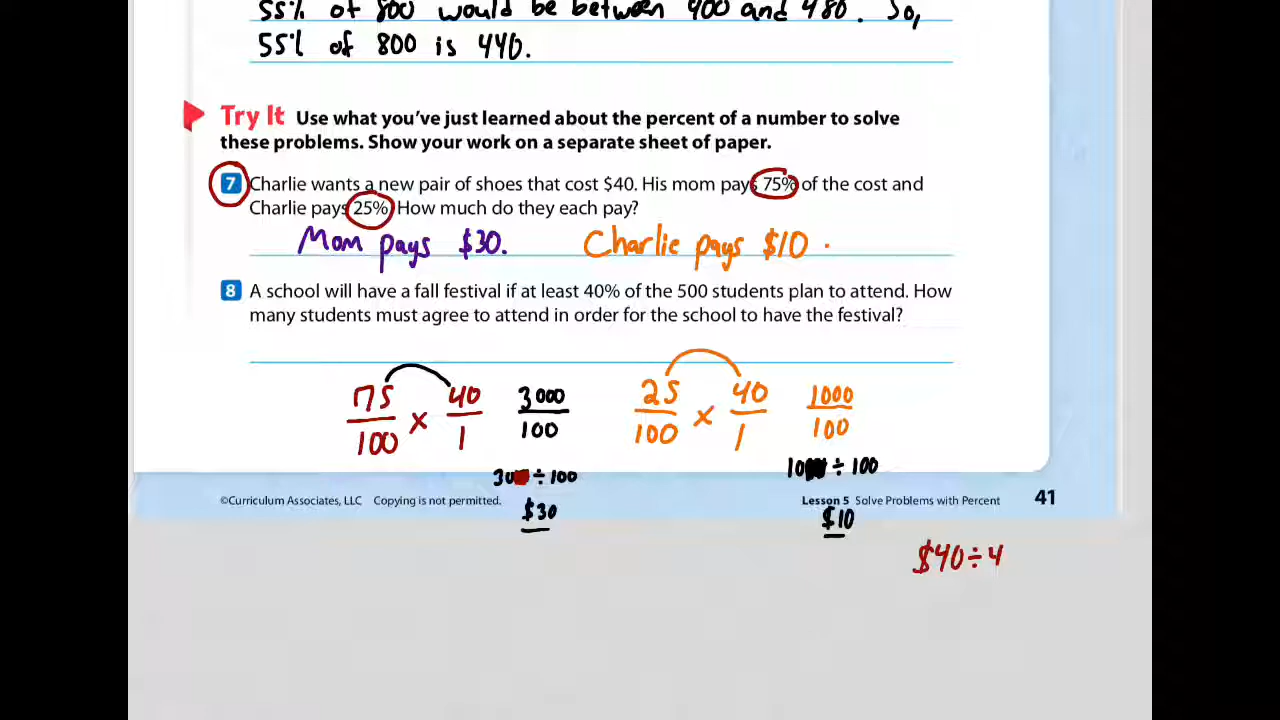 55% of 800 would be between 400 and 480. So,
55% of 800 is 440.
Try It Use what you've just learned about the percent of a number to solve
these problems. Show your work on a separate sheet of paper.
7 Charlie wants a new pair of shoes that cost $40. His mom pays 75% of the cost and
Charlie pays 25%. How much do they each pay?
Mom pays $30. Charlie pays $10.
8 A school will have a fall festival if at least 40% of the 500 students plan to attend. How
many students must agree to attend in order for the school to have the festival?
75/100 × 40/1 3000/100 25/100 × 40/1 1000/100
30 ÷ 100 10 ÷ 100
©Curriculum Associates, LLC Copying is not permitted. Lesson 5 Solve Problems with Percent 41
$30 $10
$40÷4